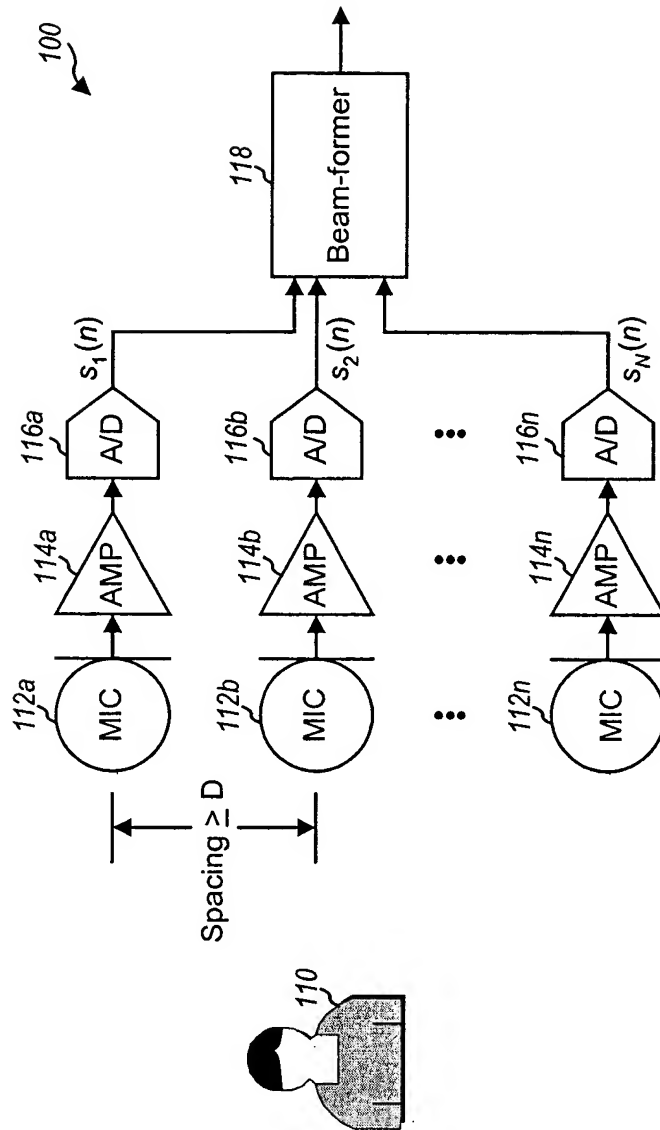 100
112a
MIC
114a
AMP
116a
A/D
s₁(n)
118
Beam-former
Spacing ≥ D
112b
MIC
114b
AMP
116b
A/D
s₂(n)
110
•••
•••
•••
112n
MIC
114n
AMP
116n
A/D
s_N(n)